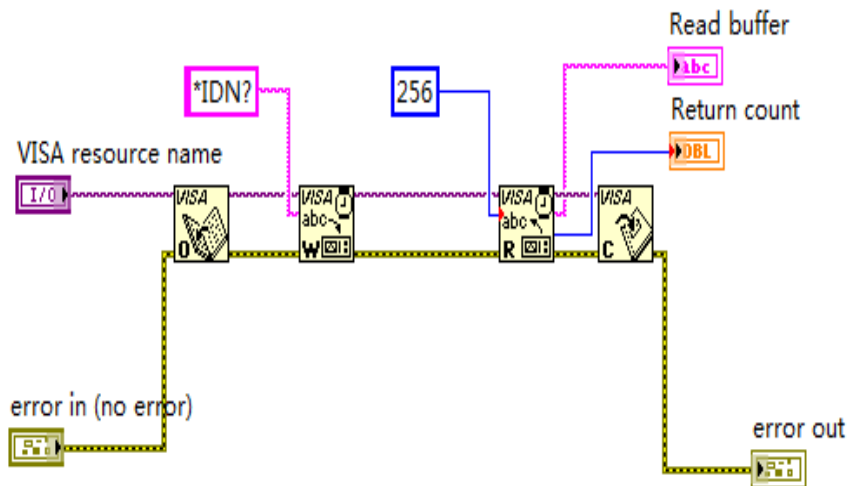 Read buffer
abc
*IDN?
256
Return count
DBL
VISA resource name
I/O
VISA
O
VISA
abc
W
VISA
abc
R
VISA
C
error in (no error)
error out